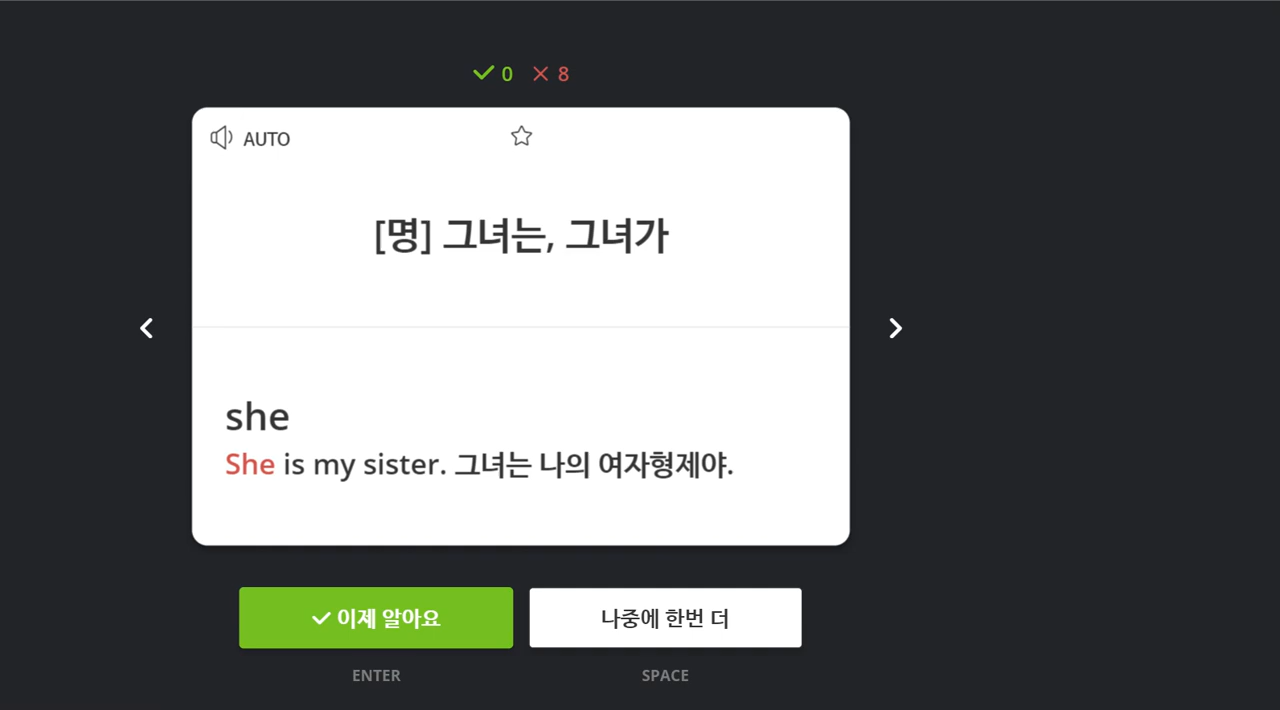 0 8
AUTO
[명] 그녀는, 그녀가
she
She is my sister. 그녀는 나의 여자형제야.
이제 알아요 나중에 한번 더
ENTER SPACE